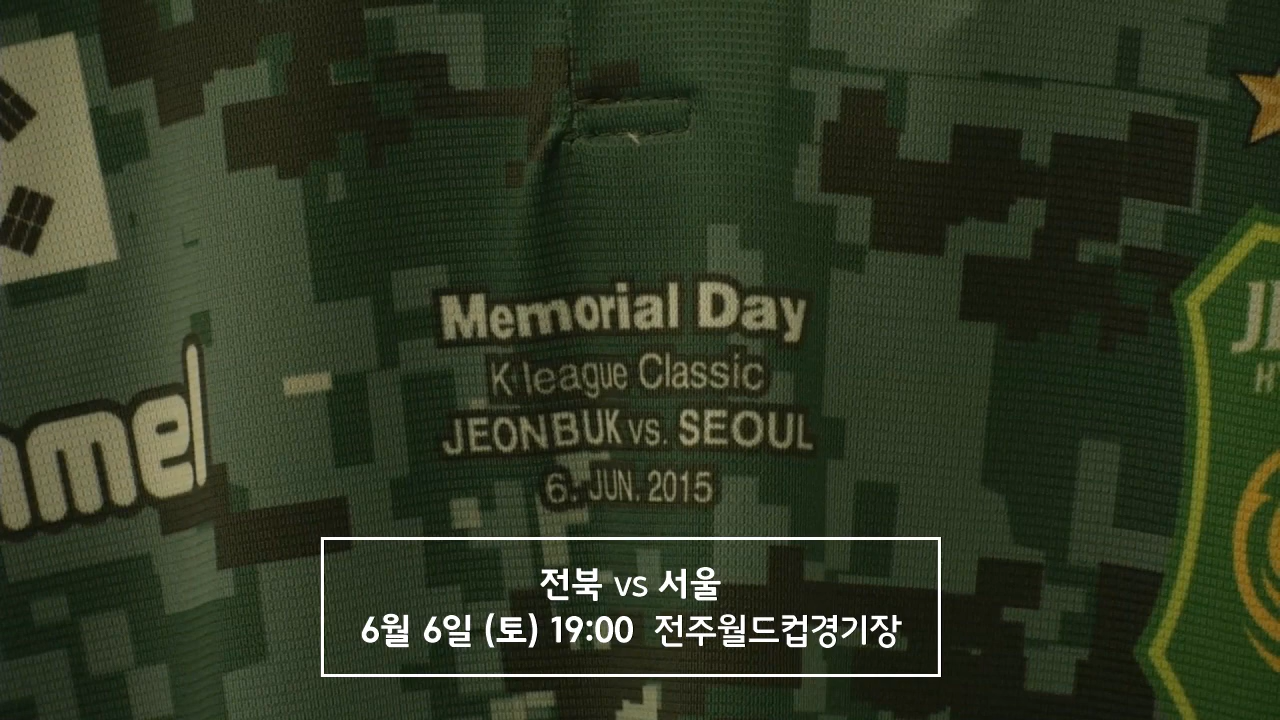 Memorial Day
K league Classic
JEONBUK vs. SEOUL
6. JUN. 2015
전북 vs 서울
6월 6일 (토) 19:00 전주월드컵경기장